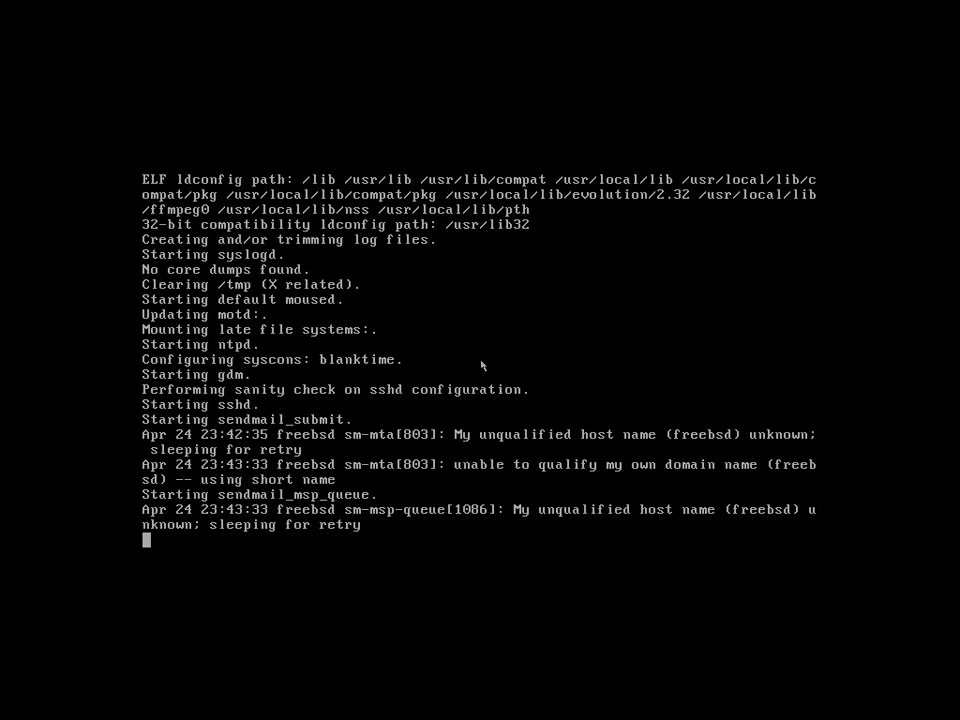 ELF ldconfig path: /lib /usr/lib /usr/lib/compat /usr/local/lib /usr/local/lib/c
ompat/pkg /usr/local/lib/compat/pkg /usr/local/lib/evolution/2.32 /usr/local/lib
/ffmpeg0 /usr/local/lib/nss /usr/local/lib/pth
32-bit compatibility ldconfig path: /usr/lib32
Creating and/or trimming log files.
Starting syslogd.
No core dumps found.
Clearing /tmp (X related).
Starting default moused.
Updating motd:.
Mounting late file systems:.
Starting ntpd.
Configuring syscons: blanktime.
Starting gdm.
Performing sanity check on sshd configuration.
Starting sshd.
Starting sendmail_submit.
Apr 24 23:42:35 freebsd sm-mta[803]: My unqualified host name (freebsd) unknown;
 sleeping for retry
Apr 24 23:43:33 freebsd sm-mta[803]: unable to qualify my own domain name (freeb
sd) -- using short name
Starting sendmail_msp_queue.
Apr 24 23:43:33 freebsd sm-msp-queue[1086]: My unqualified host name (freebsd) u
nknown; sleeping for retry